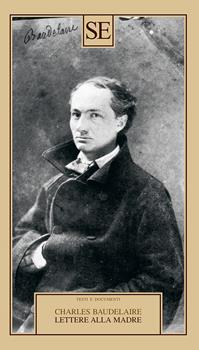 Baudelaire
SE
TESTI E DOCUMENTI
CHARLES BAUDELAIRE
LETTERE ALLA MADRE